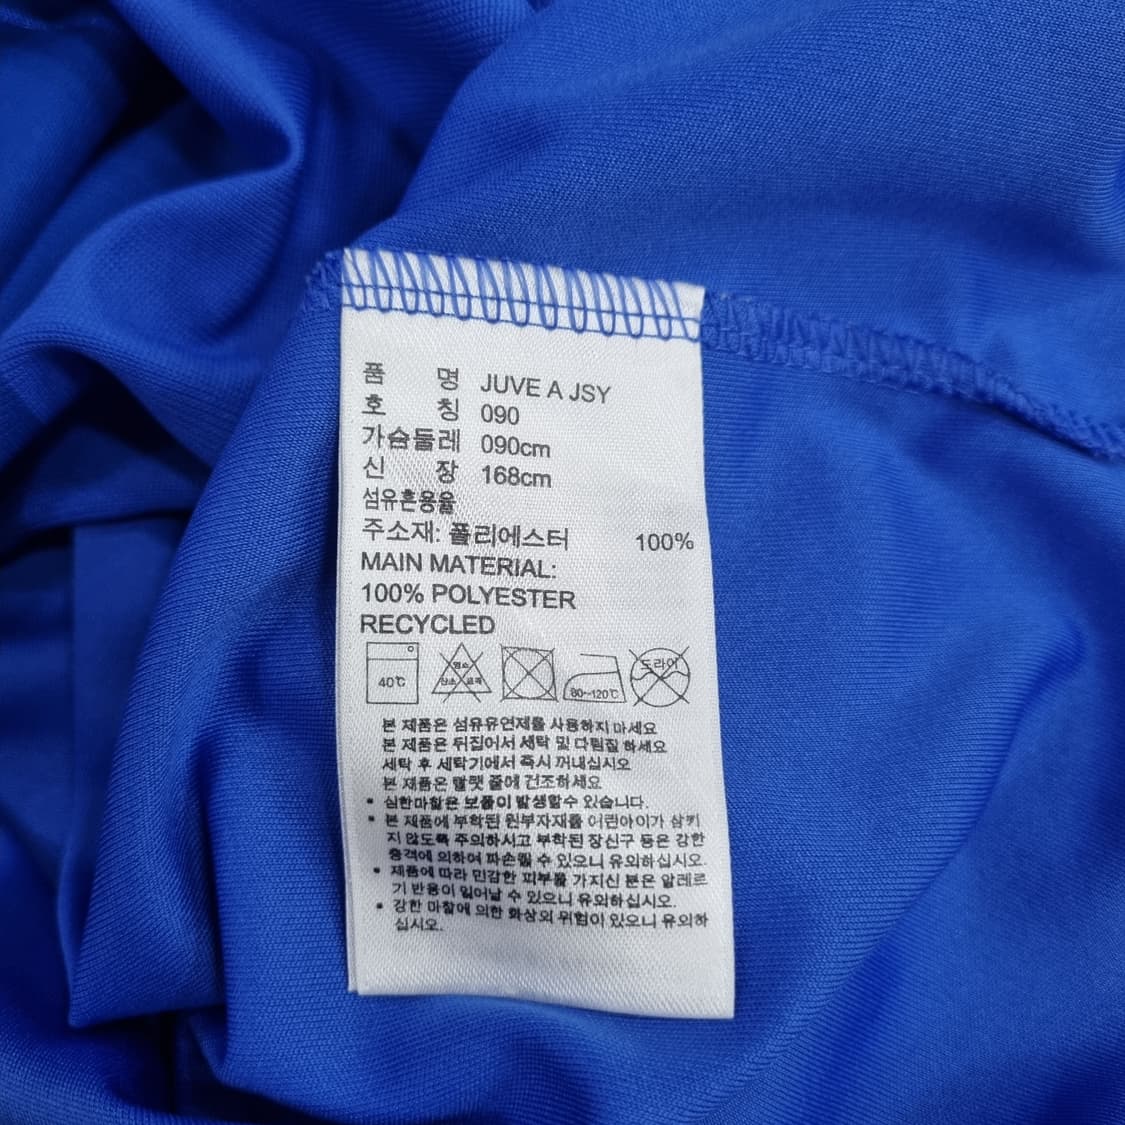 품 명 JUVE A JSY
호 칭 090
가슴둘레 090cm
신 장 168cm
섬유혼용율
주소재: 폴리에스터 100%
MAIN MATERIAL:
100% POLYESTER
RECYCLED
40℃ 염소 산소 표백 80~120℃ 드라이
본 제품은 섬유유연제를 사용하지 마세요
본 제품은 뒤집어서 세탁 및 다림질 하세요
세탁 후 세탁기에서 즉시 꺼내십시오
본 제품은 빨랫 줄에 건조하세요
• 심한마찰은 보풀이 발생할수 있습니다.
• 본 제품에 부착된 원부자재를 어린아이가 삼키
지 않도록 주의하시고 부착된 장신구 등은 강한
충격에 의하여 파손될 수 있으니 유의하십시오.
• 제품에 따라 민감한 피부를 가지신 분은 알레르
기 반응이 일어날 수 있으니 유의하십시오.
• 강한 마찰에 의한 화상의 위험이 있으니 유의하
십시오.